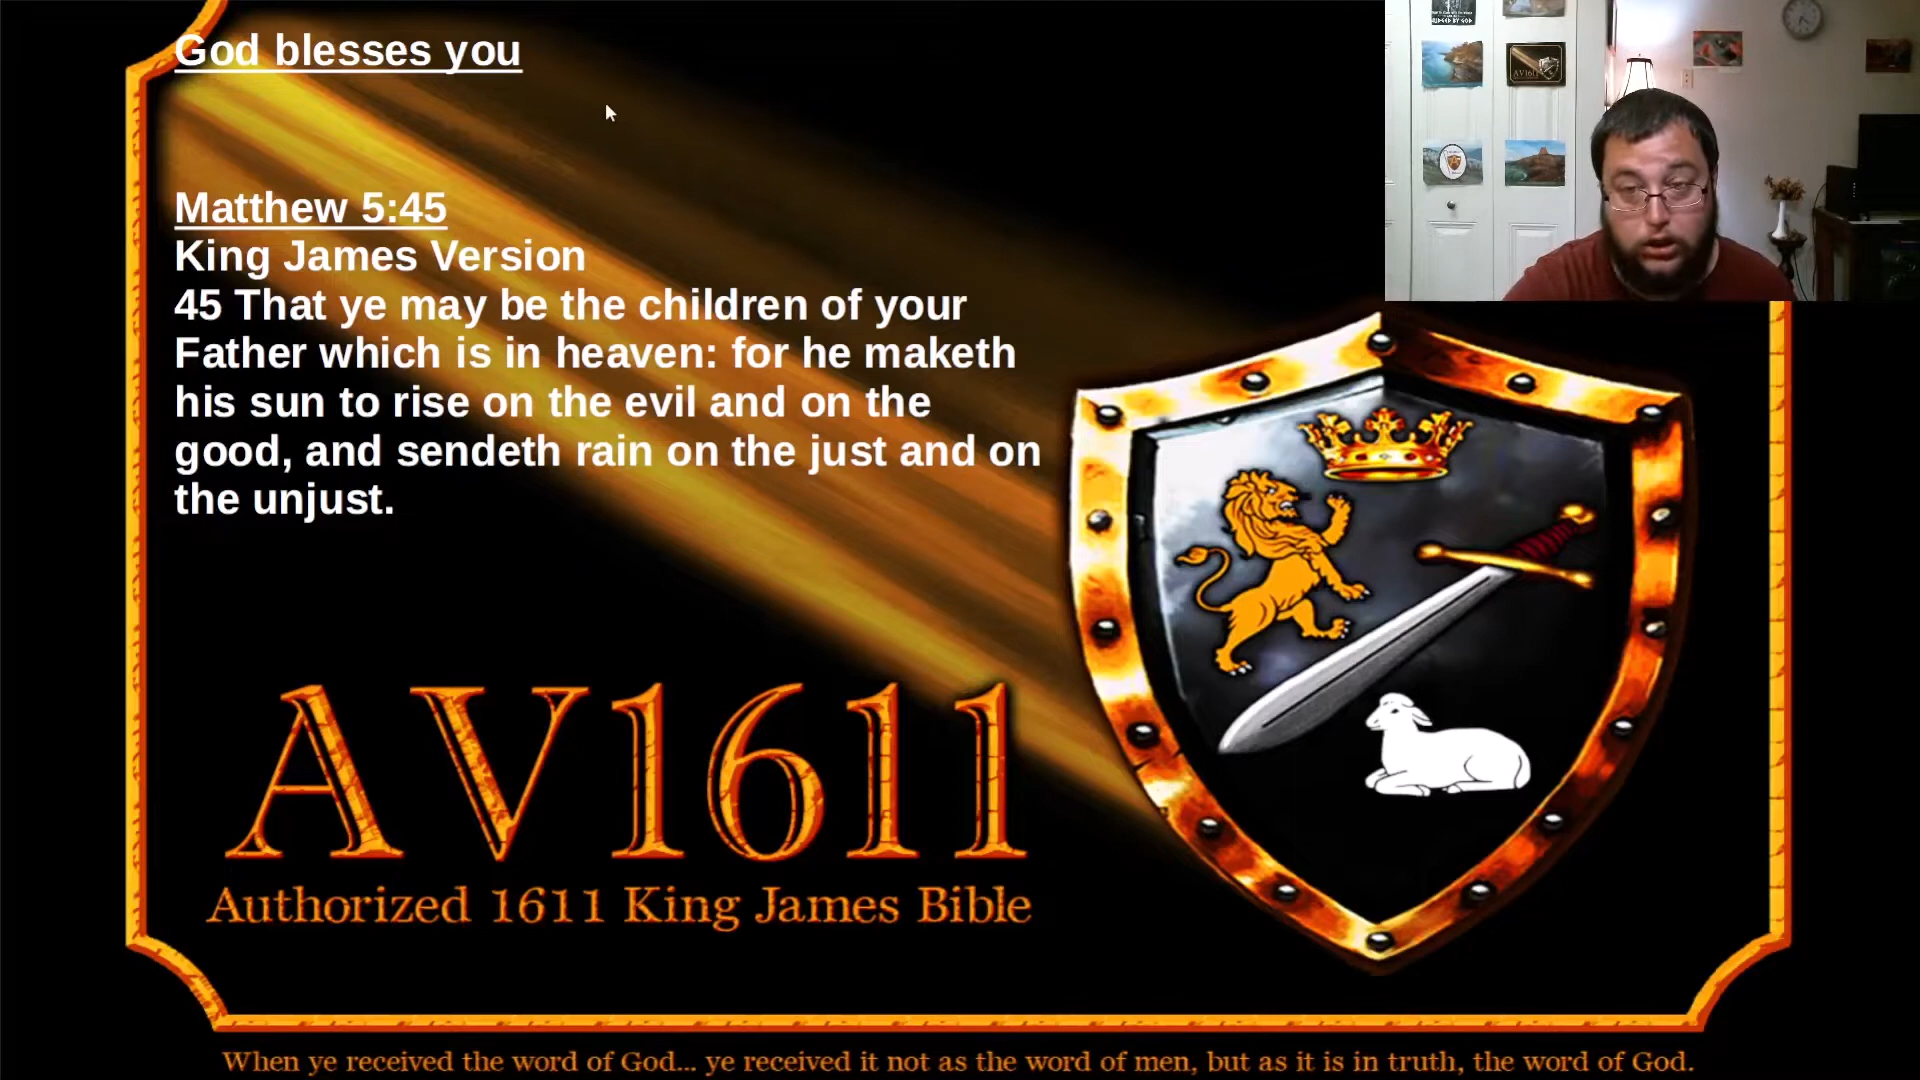 God blesses you
Matthew 5:45
King James Version
45 That ye may be the children of your
Father which is in heaven: for he maketh
his sun to rise on the evil and on the
good, and sendeth rain on the just and on
the unjust.
AV1611
Authorized 1611 King James Bible
When ye received the word of God... ye received it not as the word of men, but as it is in truth, the word of God.
JUDGED BY GOD
AV1611